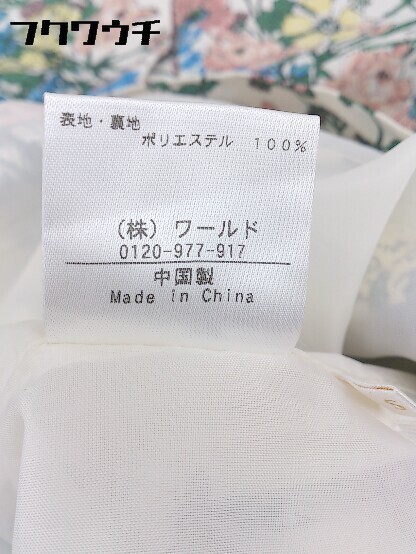 フクワウチ
表地・裏地
ポリエステル 100%
(株) ワールド
0120-977-917
中国製
Made in China